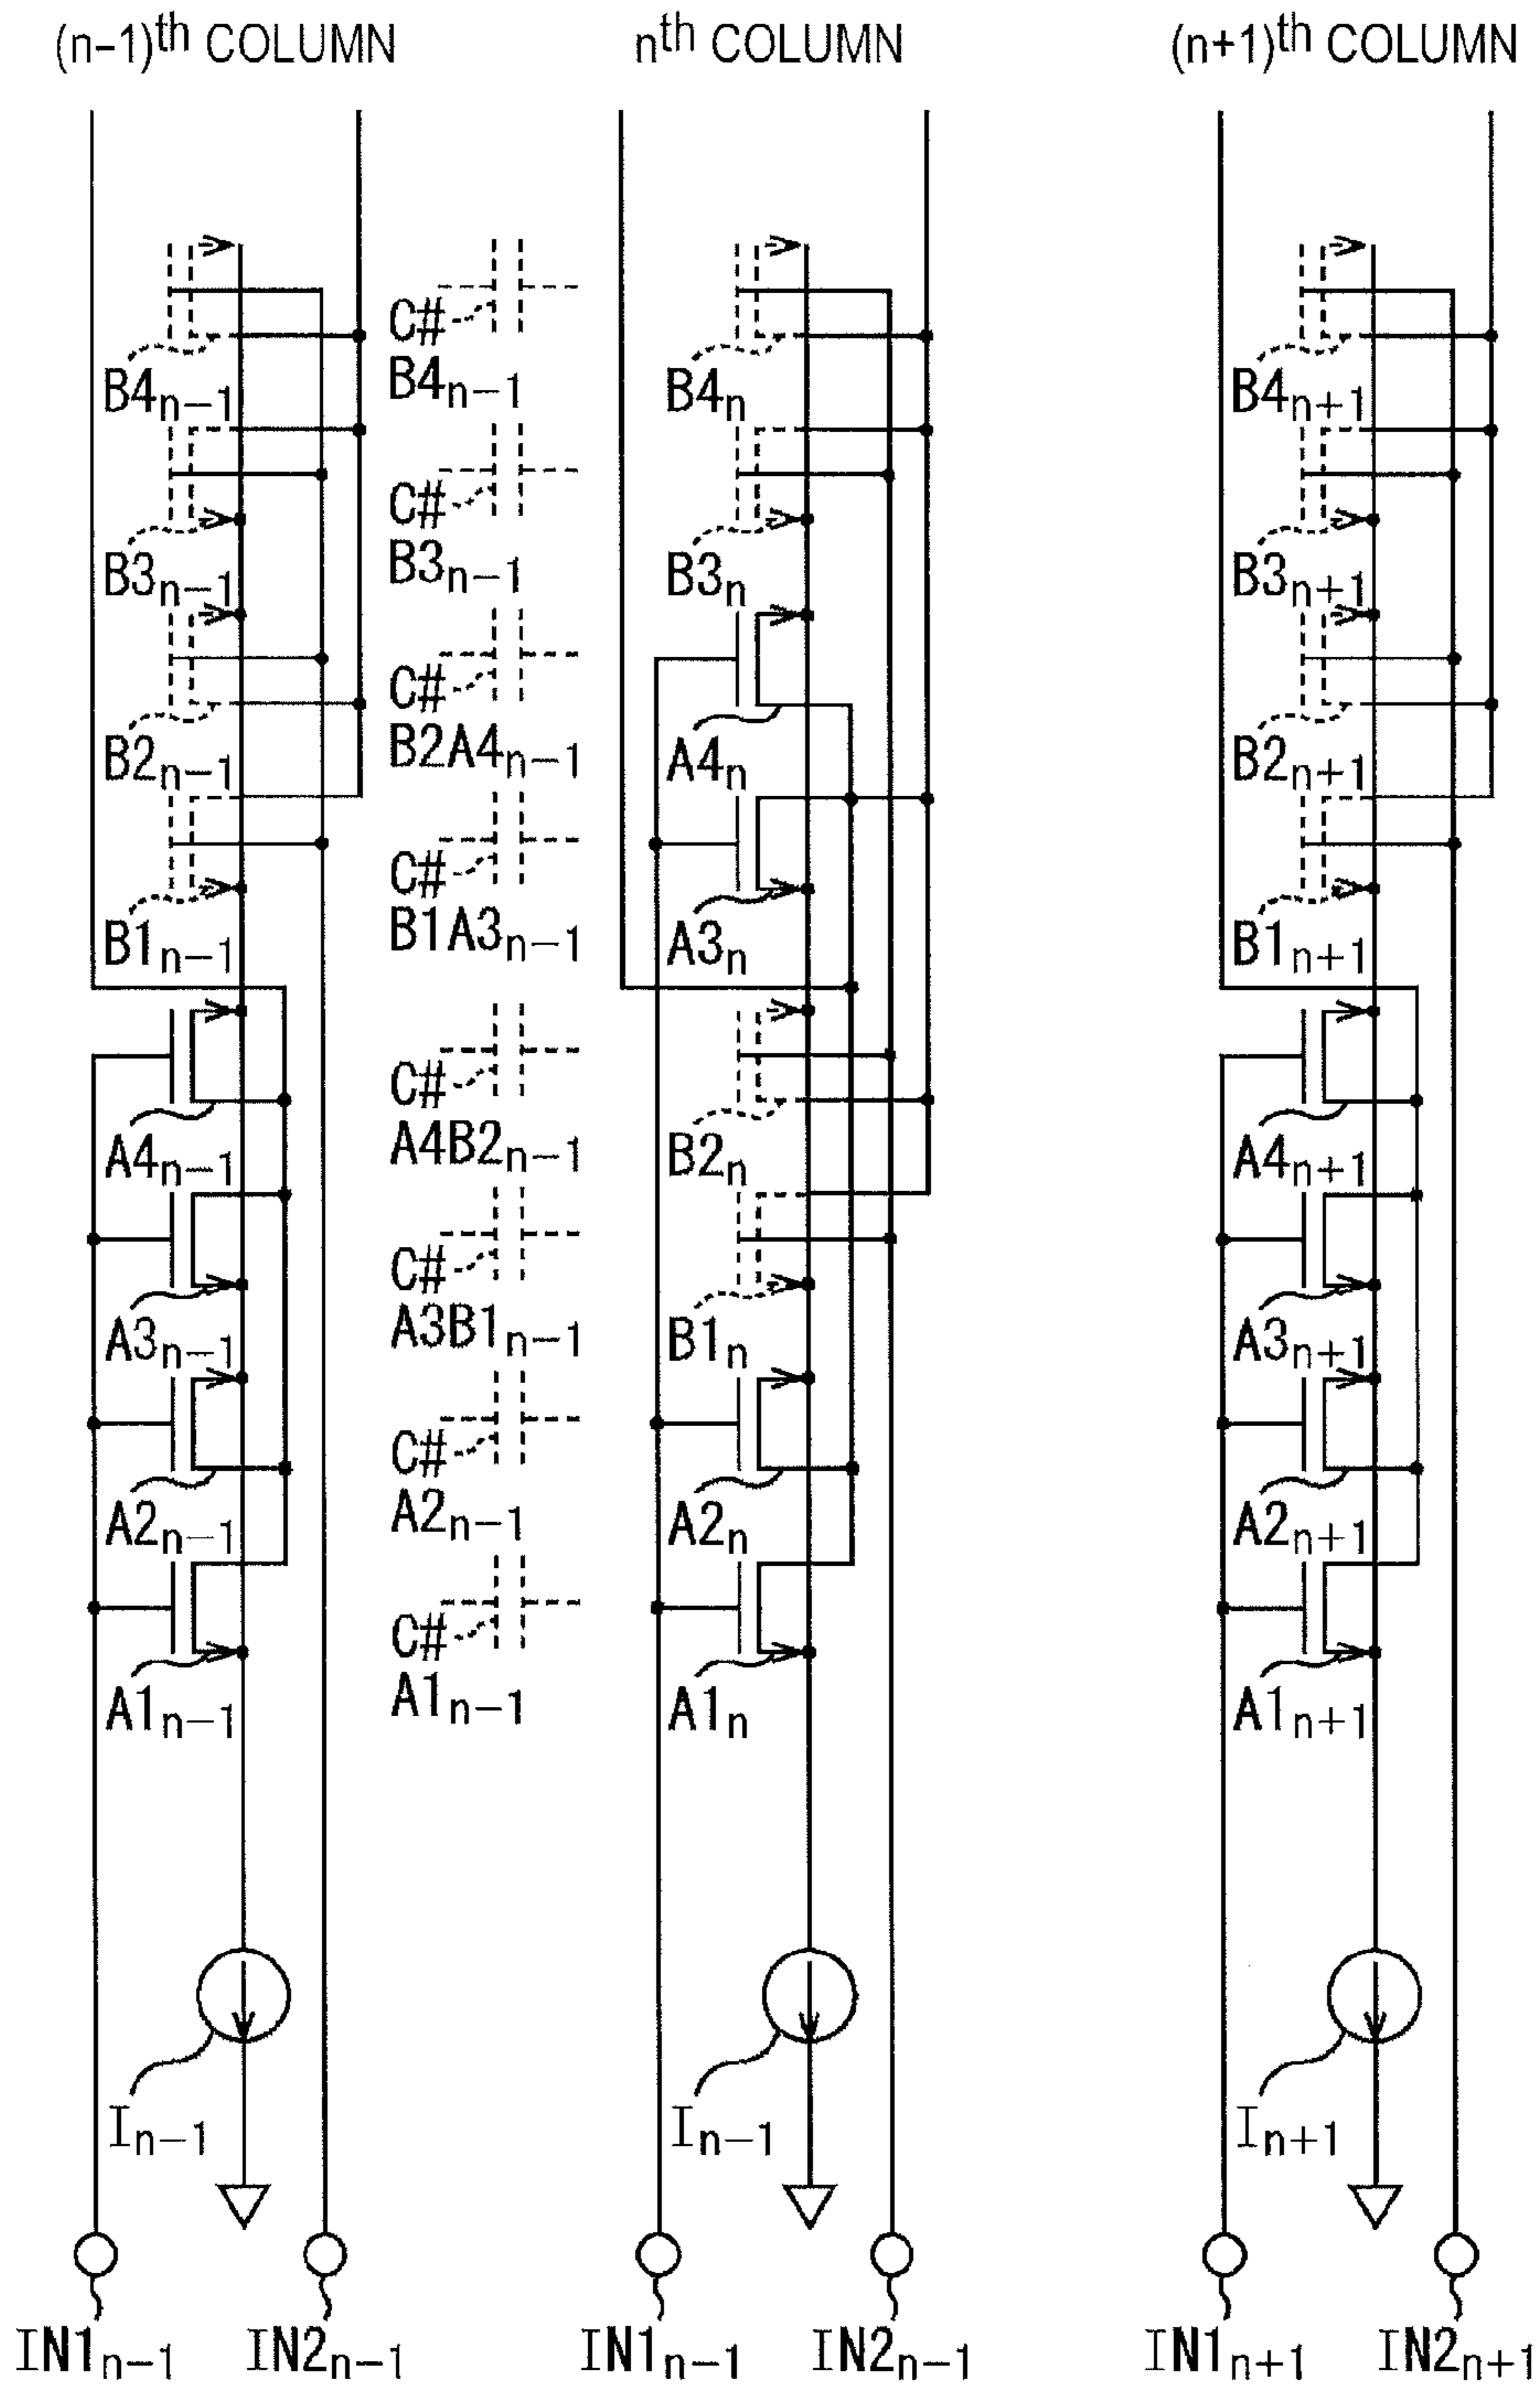 (n-1)th COLUMN nth COLUMN (n+1)th COLUMN
C#
B4n-1 B4n-1 B4n B4n+1
C#
B3n-1 B3n-1 B3n B3n+1
C#
B2n-1 B2A4n-1 A4n B2n+1
C#
B1n-1 B1A3n-1 A3n B1n+1
C#
A4n-1 A4B2n-1 B2n A4n+1
C#
A3n-1 A3B1n-1 B1n A3n+1
C#
A2n-1 A2n-1 A2n A2n+1
C#
A1n-1 A1n-1 A1n A1n+1
In-1 In-1 In+1
IN1n-1 IN2n-1 IN1n-1 IN2n-1 IN1n+1 IN2n+1